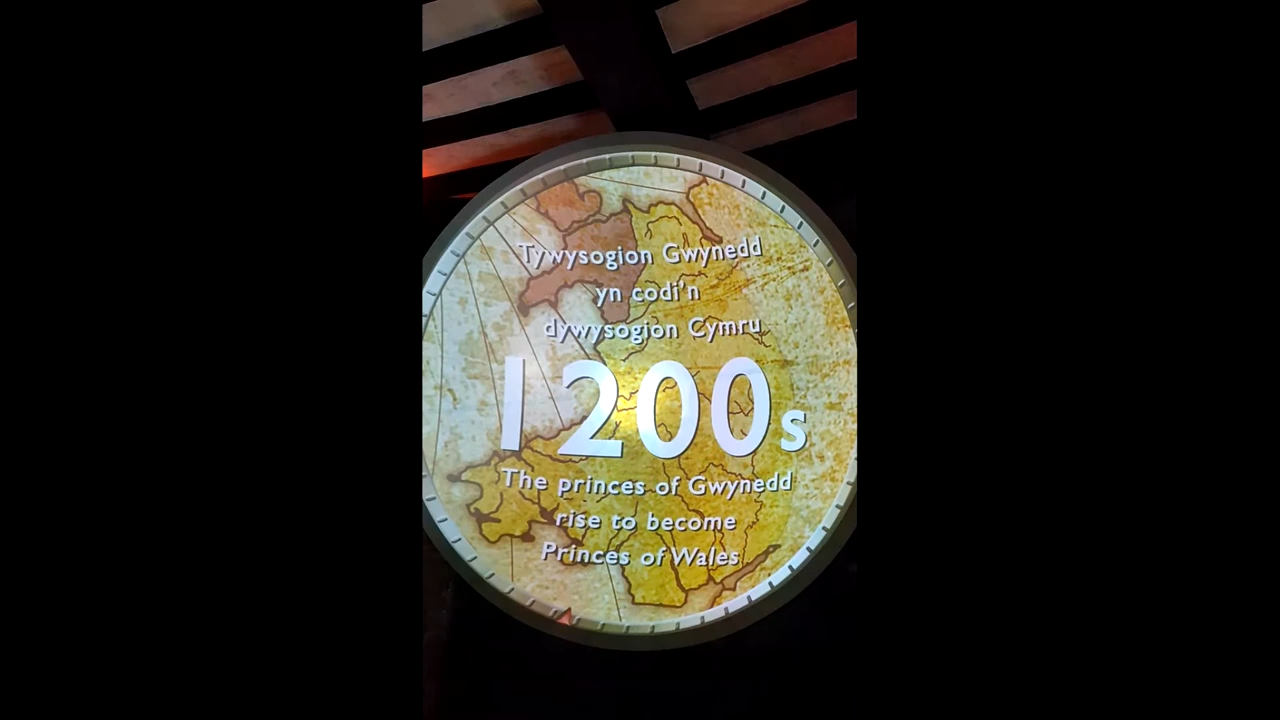 Tywysogion Gwynedd
yn codi'n
dywysogion Cymru
1200s
The princes of Gwynedd
rise to become
Princes of Wales